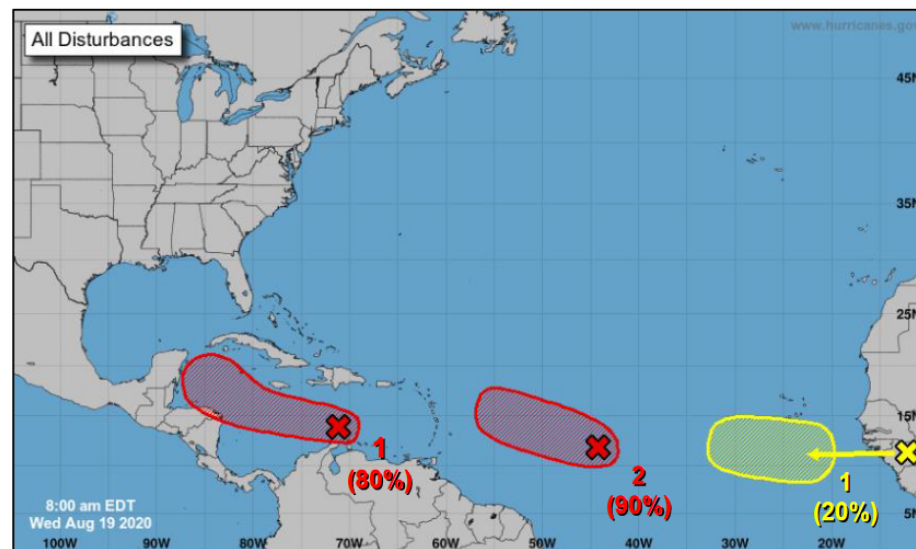 All Disturbances
www.hurricanes.gov
45N
35N
25N
15N
5N
1
(80%)
2
(90%)
1
(20%)
8:00 am EDT
Wed Aug 19 2020
100W
90W
80W
70W
60W
50W
40W
30W
20W